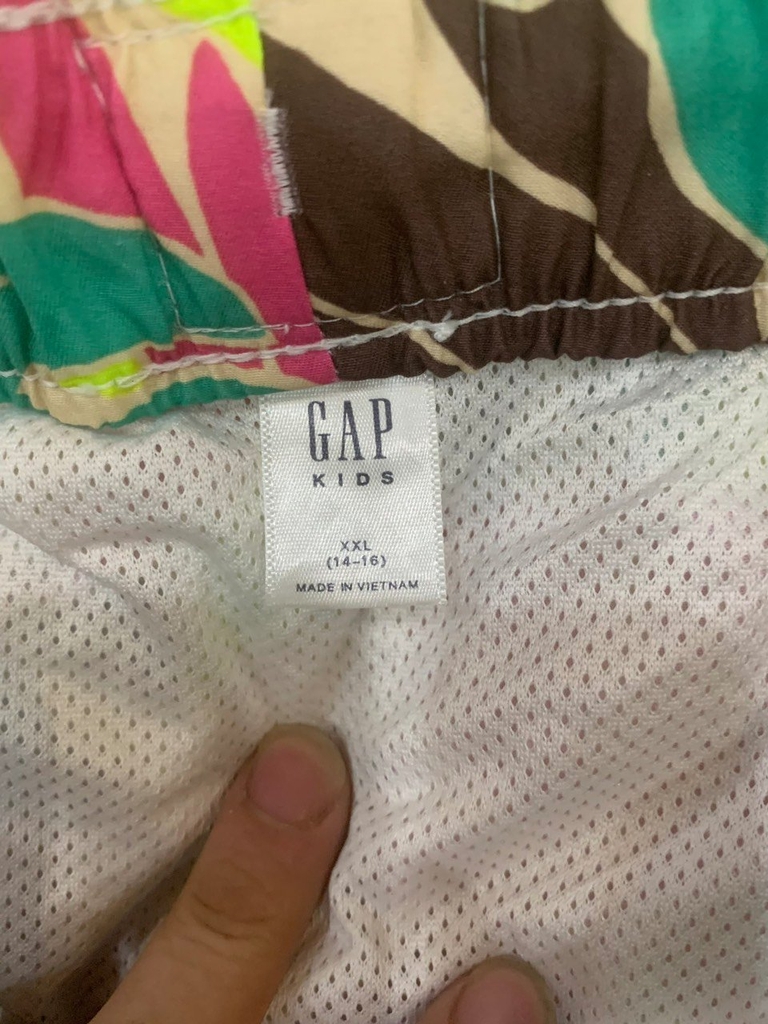 GAP
KIDS
XXL
(14-16)
MADE IN VIETNAM